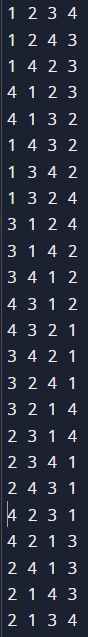 1 2 3 4
1 2 4 3
1 4 2 3
4 1 2 3
4 1 3 2
1 4 3 2
1 3 4 2
1 3 2 4
3 1 2 4
3 1 4 2
3 4 1 2
4 3 1 2
4 3 2 1
3 4 2 1
3 2 4 1
3 2 1 4
2 3 1 4
2 3 4 1
2 4 3 1
4 2 3 1
4 2 1 3
2 4 1 3
2 1 4 3
2 1 3 4